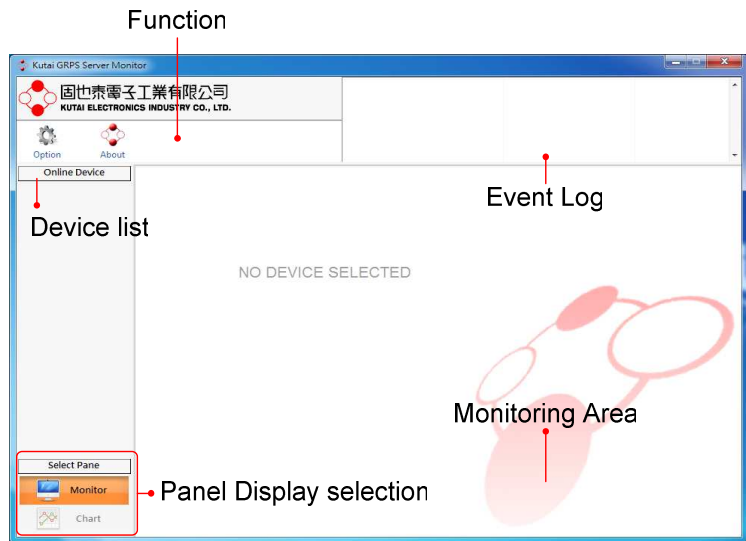 Function
Kutai GRPS Server Monitor
固也泰電子工業有限公司
KUTAI ELECTRONICS INDUSTRY CO., LTD.
Option
About
Online Device
Event Log
Device list
NO DEVICE SELECTED
Monitoring Area
Select Pane
Monitor
Panel Display selection
Chart